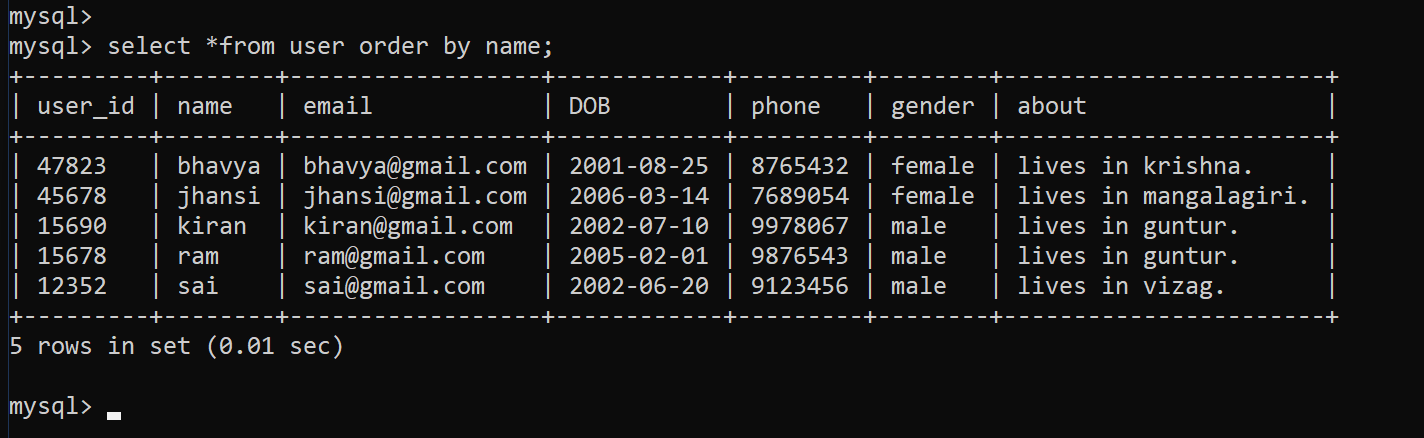 mysql>
mysql> select *from user order by name;
+---------+--------+------------------+------------+---------+--------+-----------------------+
| user_id | name   | email            | DOB        | phone   | gender | about                 |
+---------+--------+------------------+------------+---------+--------+-----------------------+
| 47823   | bhavya | bhavya@gmail.com | 2001-08-25 | 8765432 | female | lives in krishna.     |
| 45678   | jhansi | jhansi@gmail.com | 2006-03-14 | 7689054 | female | lives in mangalagiri. |
| 15690   | kiran  | kiran@gmail.com  | 2002-07-10 | 9978067 | male   | lives in guntur.      |
| 15678   | ram    | ram@gmail.com    | 2005-02-01 | 9876543 | male   | lives in guntur.      |
| 12352   | sai    | sai@gmail.com    | 2002-06-20 | 9123456 | male   | lives in vizag.       |
+---------+--------+------------------+------------+---------+--------+-----------------------+
5 rows in set (0.01 sec)
mysql>